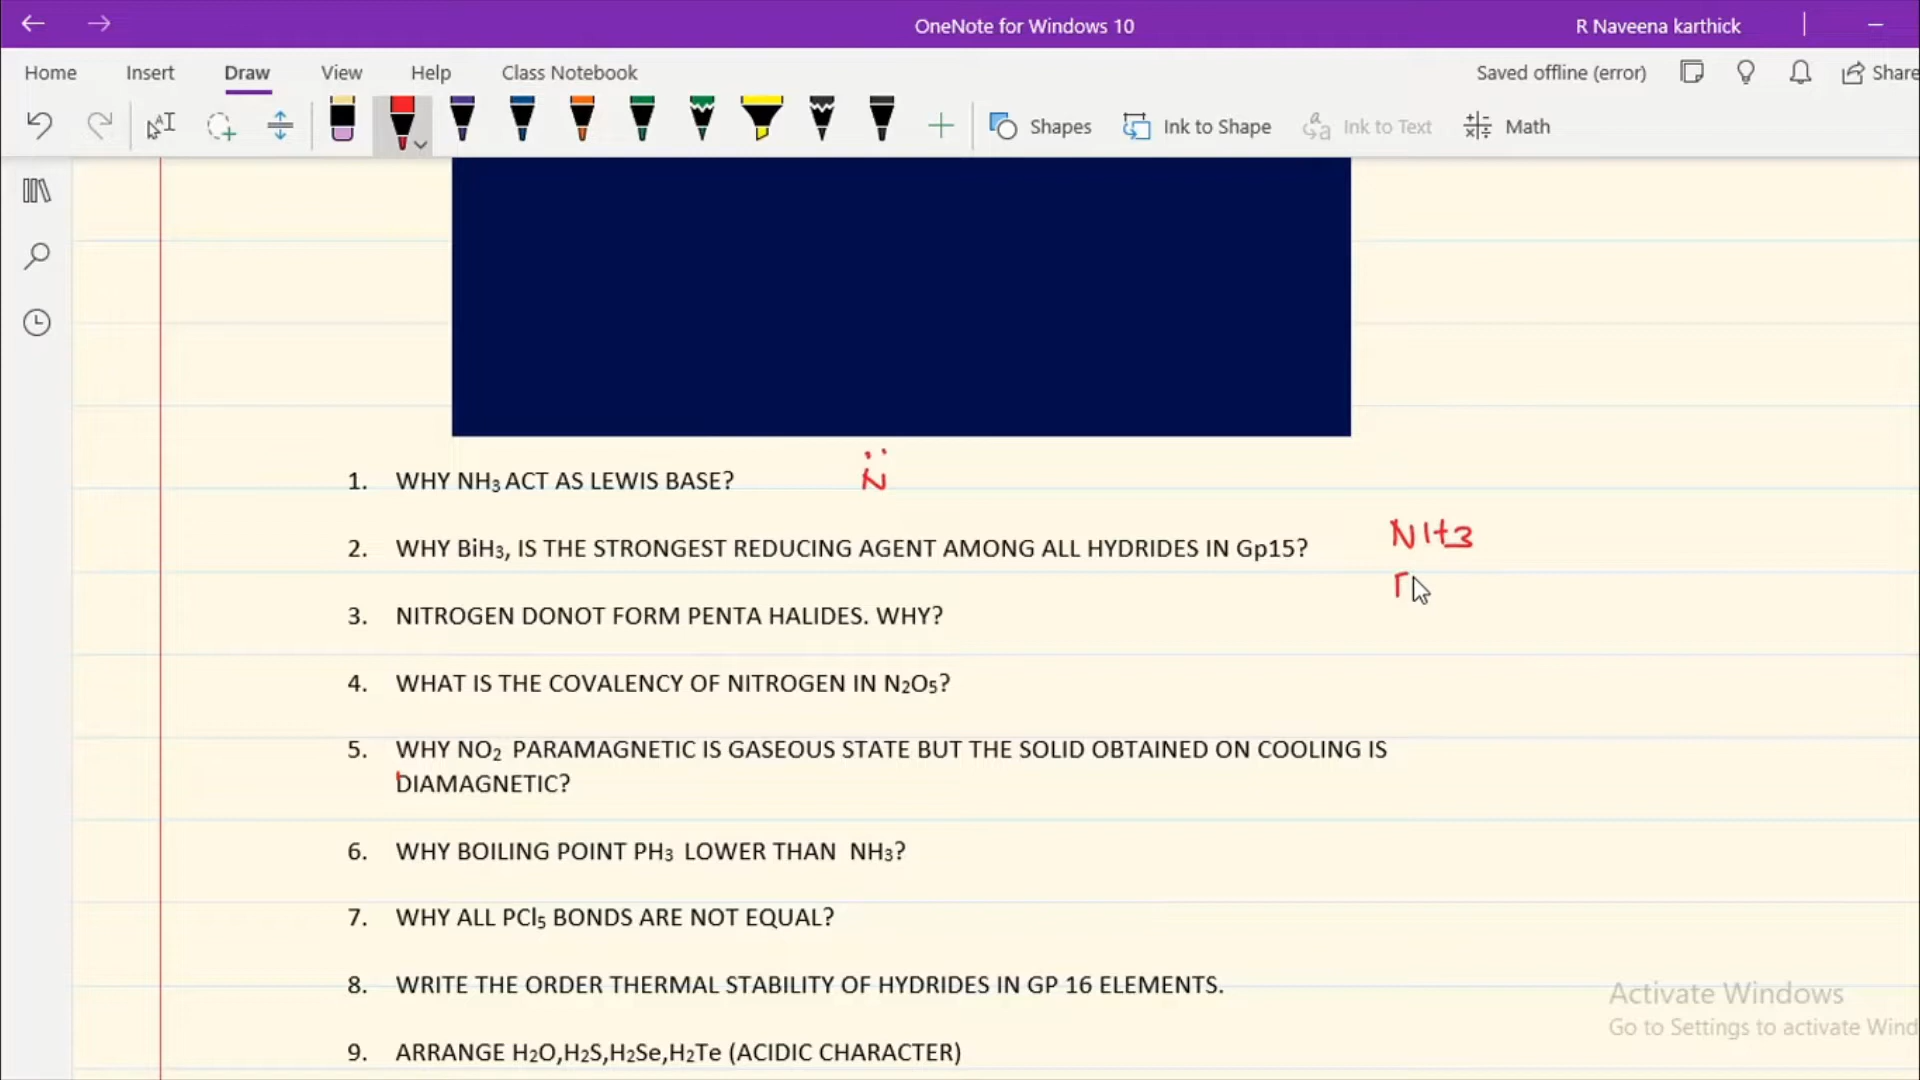 OneNote for Windows 10
R Naveena karthick
Home Insert Draw View Help Class Notebook
Saved offline (error)
Share
Shapes Ink to Shape Ink to Text Math
1. WHY NH₃ ACT AS LEWIS BASE?
N̈
2. WHY BiH₃, IS THE STRONGEST REDUCING AGENT AMONG ALL HYDRIDES IN Gp15?
NH3
3. NITROGEN DONOT FORM PENTA HALIDES. WHY?
4. WHAT IS THE COVALENCY OF NITROGEN IN N₂O₅?
5. WHY NO₂ PARAMAGNETIC IS GASEOUS STATE BUT THE SOLID OBTAINED ON COOLING IS
DIAMAGNETIC?
6. WHY BOILING POINT PH₃ LOWER THAN NH₃?
7. WHY ALL PCl₅ BONDS ARE NOT EQUAL?
8. WRITE THE ORDER THERMAL STABILITY OF HYDRIDES IN GP 16 ELEMENTS.
9. ARRANGE H₂O,H₂S,H₂Se,H₂Te (ACIDIC CHARACTER)
Activate Windows
Go to Settings to activate Wind